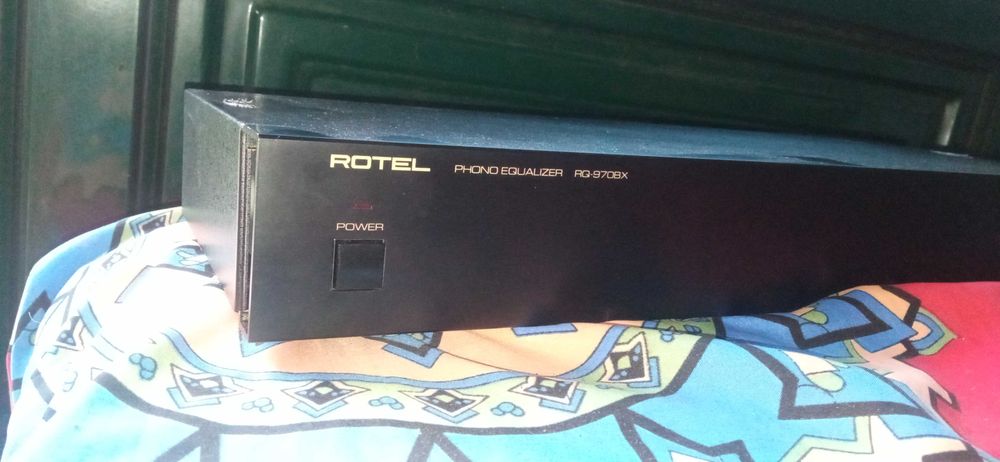 ROTEL PHONO EQUALIZER RQ-970BX
POWER